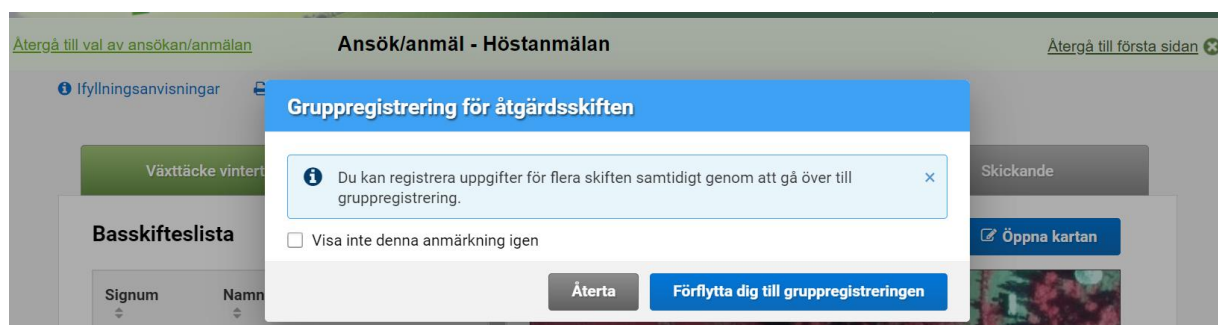 Återgå till val av ansökan/anmälan
Ansök/anmäl - Höstanmälan
Återgå till första sidan
Ifyllningsanvisningar
Gruppregistrering för åtgärdsskiften
Växttäcke vintert
Du kan registrera uppgifter för flera skiften samtidigt genom att gå över till
gruppregistrering.
Skickande
Visa inte denna anmärkning igen
Basskifteslista
Öppna kartan
Återta
Förflytta dig till gruppregistreringen
Signum
Namn